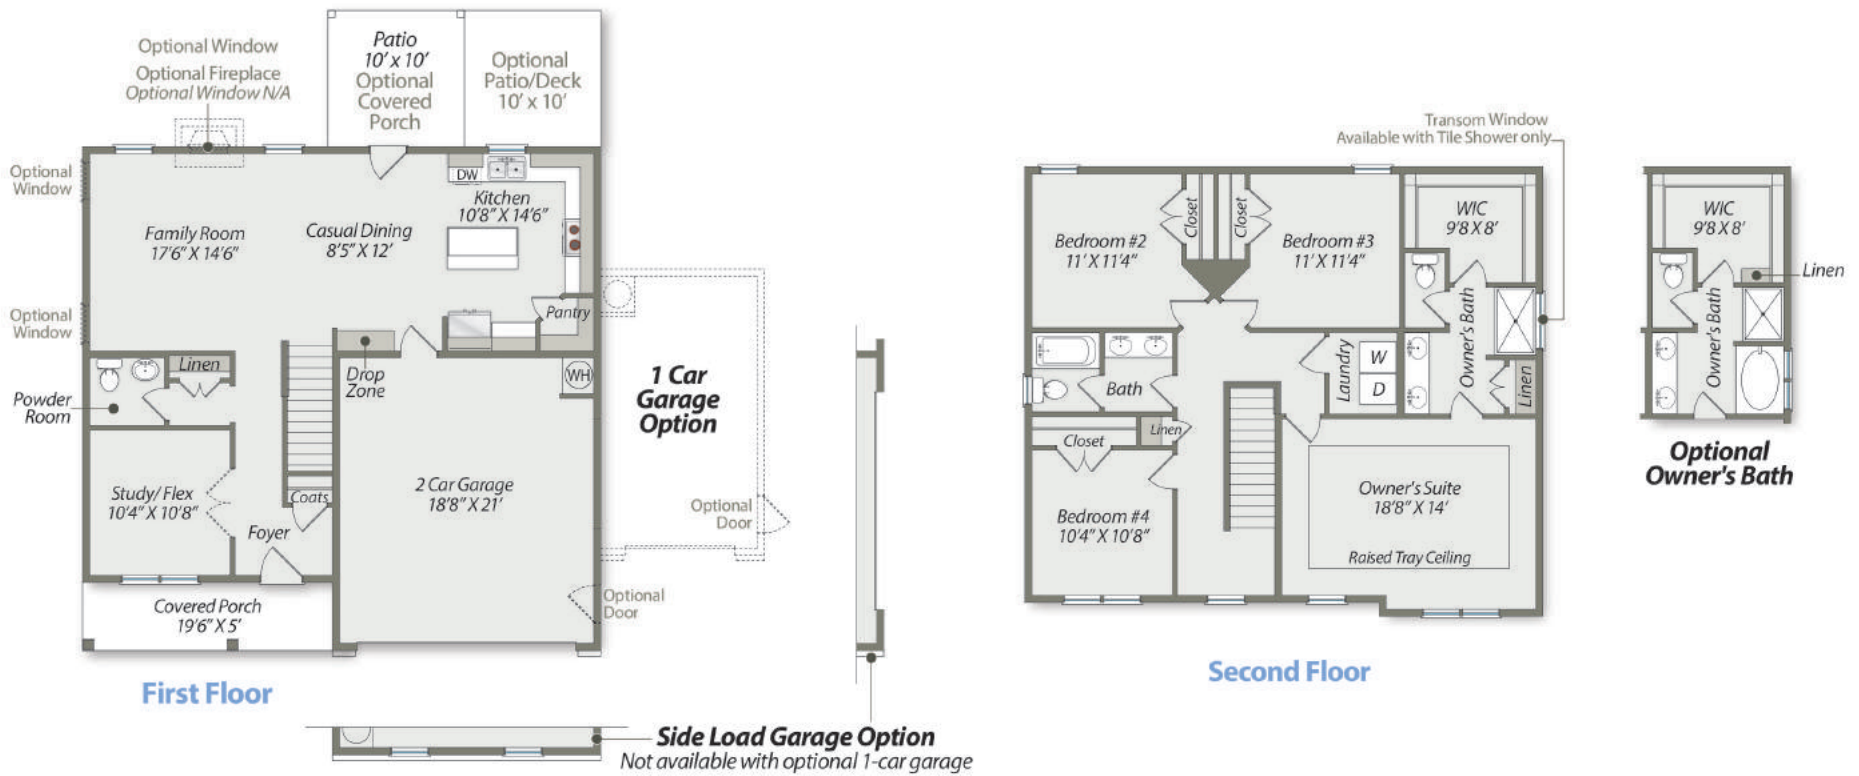 Optional Window
Optional Fireplace
Optional Window N/A
Patio
10' x 10'
Optional
Covered
Porch
Optional
Patio/Deck
10' x 10'
Optional
Window
Optional
Window
Family Room
17'6" X 14'6"
Casual Dining
8'5" X 12'
DW
Kitchen
10'8" X 14'6"
Pantry
Linen
Drop
Zone
WH
Powder
Room
Study/ Flex
10'4" X 10'8"
Coats
Foyer
2 Car Garage
18'8" X 21'
1 Car
Garage
Option
Optional
Door
Optional
Door
Covered Porch
19'6" X 5'
First Floor
Side Load Garage Option
Not available with optional 1-car garage
Transom Window
Available with Tile Shower only
Bedroom #2
11' X 11'4"
Closet
Closet
Bedroom #3
11' X 11'4"
WIC
9'8 X 8'
Owner's Bath
Linen
Laundry
W
D
Bath
Closet
Linen
Bedroom #4
10'4" X 10'8"
Owner's Suite
18'8" X 14'
Raised Tray Ceiling
Second Floor
WIC
9'8 X 8'
Linen
Owner's Bath
Optional
Owner's Bath